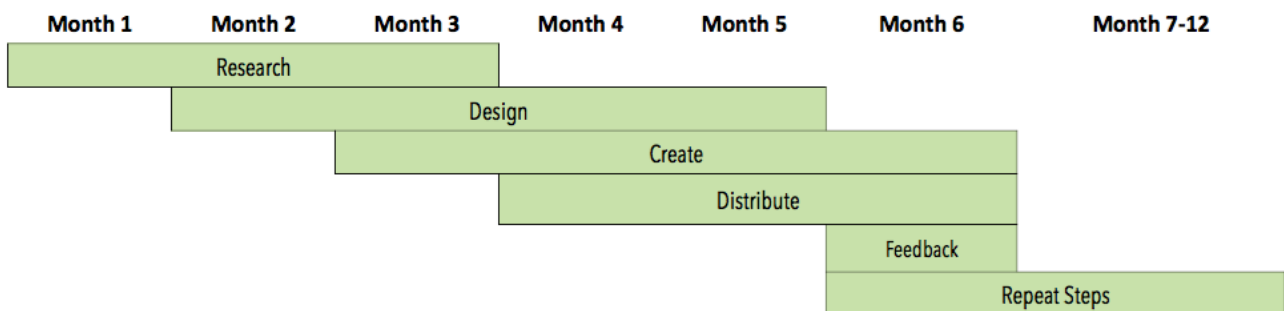 Month 1 Month 2 Month 3 Month 4 Month 5 Month 6 Month 7-12
Research
Design
Create
Distribute
Feedback
Repeat Steps